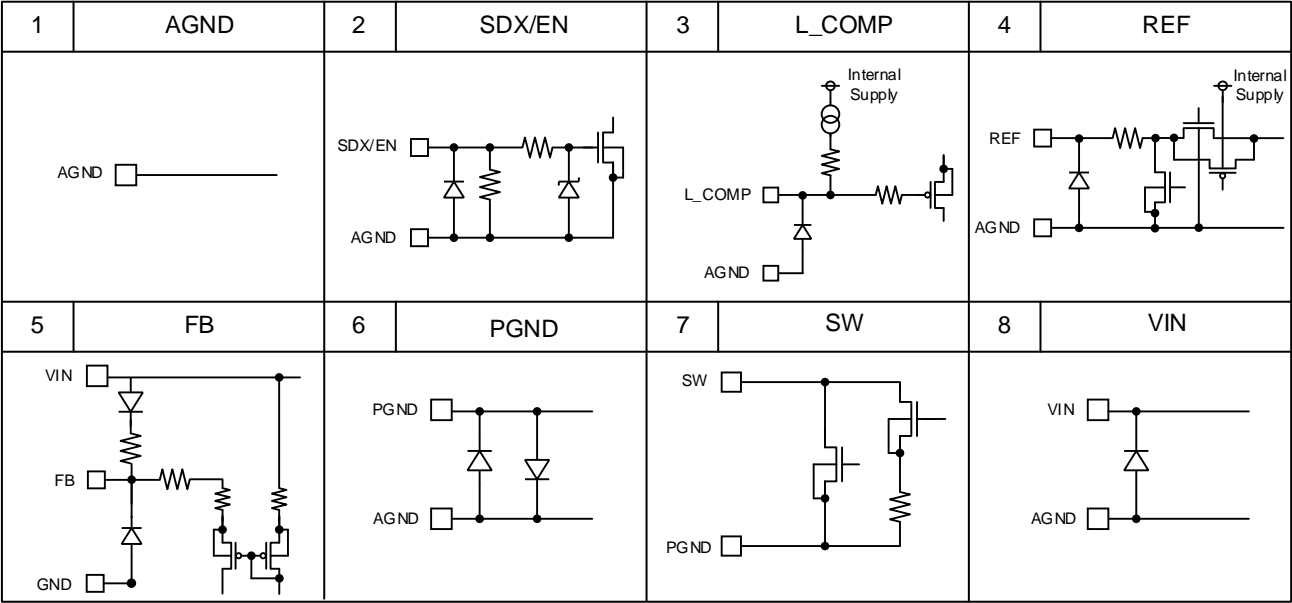 1 AGND 2 SDX/EN 3 L_COMP 4 REF
AGND
SDX/EN
AGND
Internal
Supply
L_COMP
AGND
Internal
Supply
REF
AGND
5 FB 6 PGND 7 SW 8 VIN
VIN
FB
GND
PGND
AGND
SW
PGND
VIN
AGND